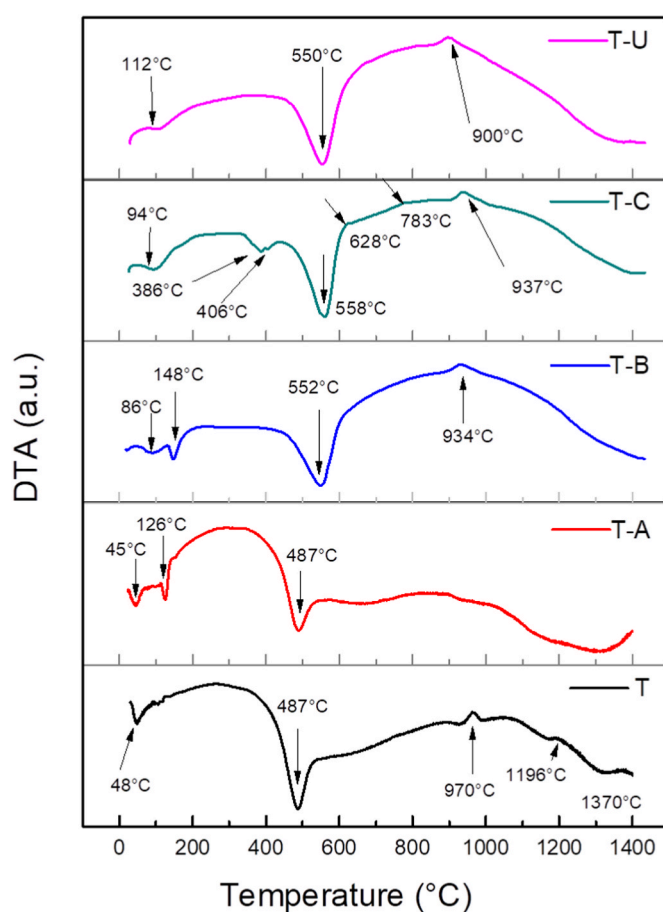 T-U
112°C
550°C
900°C
T-C
94°C
783°C
628°C
386°C
406°C
558°C
937°C
T-B
148°C
86°C
552°C
934°C
DTA (a.u.)
T-A
126°C
45°C
487°C
T
487°C
48°C
970°C
1196°C
1370°C
0 200 400 600 800 1000 1200 1400
Temperature (°C)